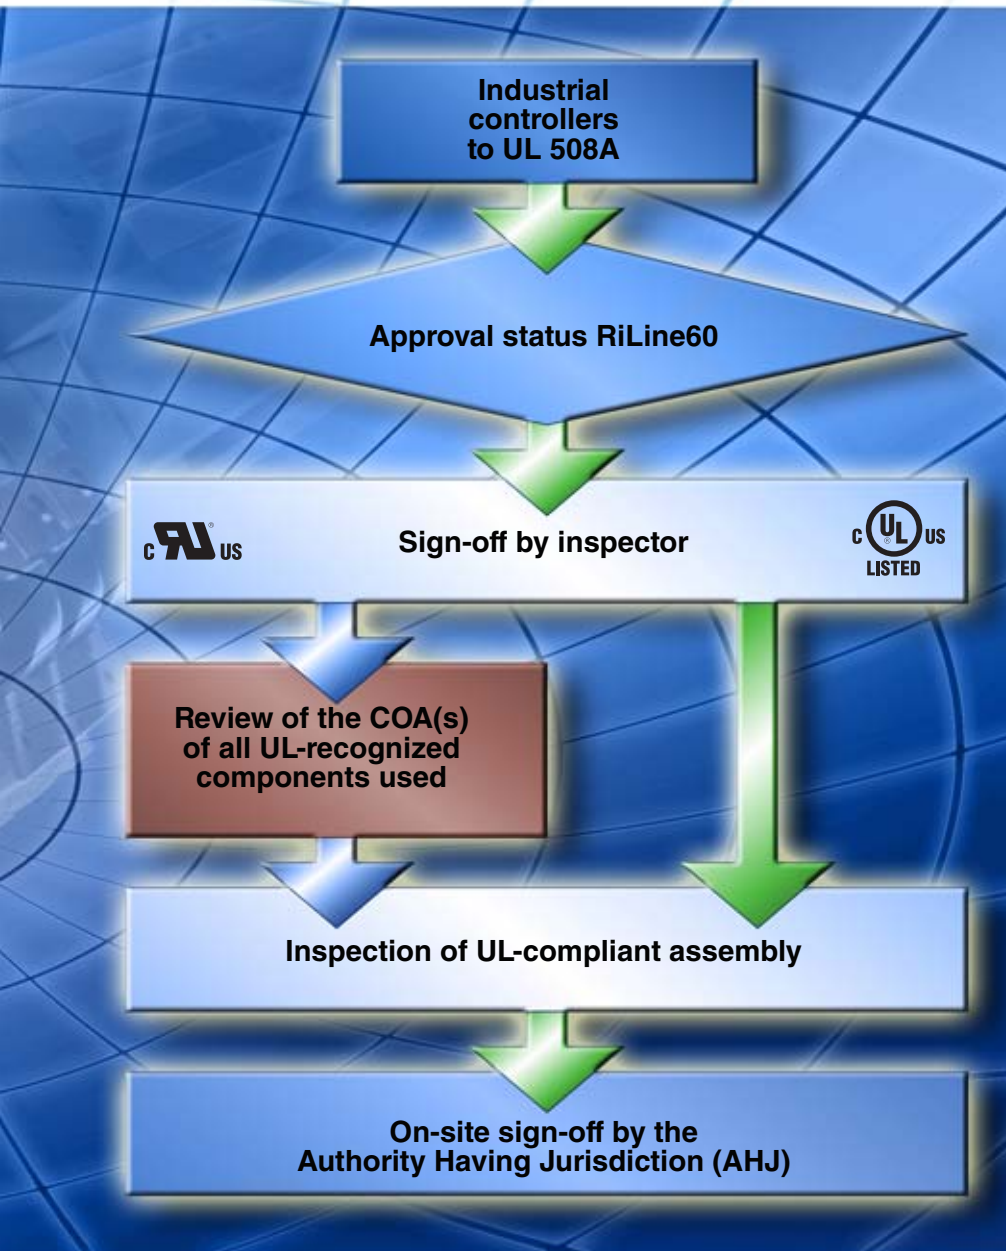 Industrial
controllers
to UL 508A
Approval status RiLine60
c RU ® US
Sign-off by inspector
C UL ® US
LISTED
Review of the COA(s)
of all UL-recognized
components used
Inspection of UL-compliant assembly
On-site sign-off by the
Authority Having Jurisdiction (AHJ)